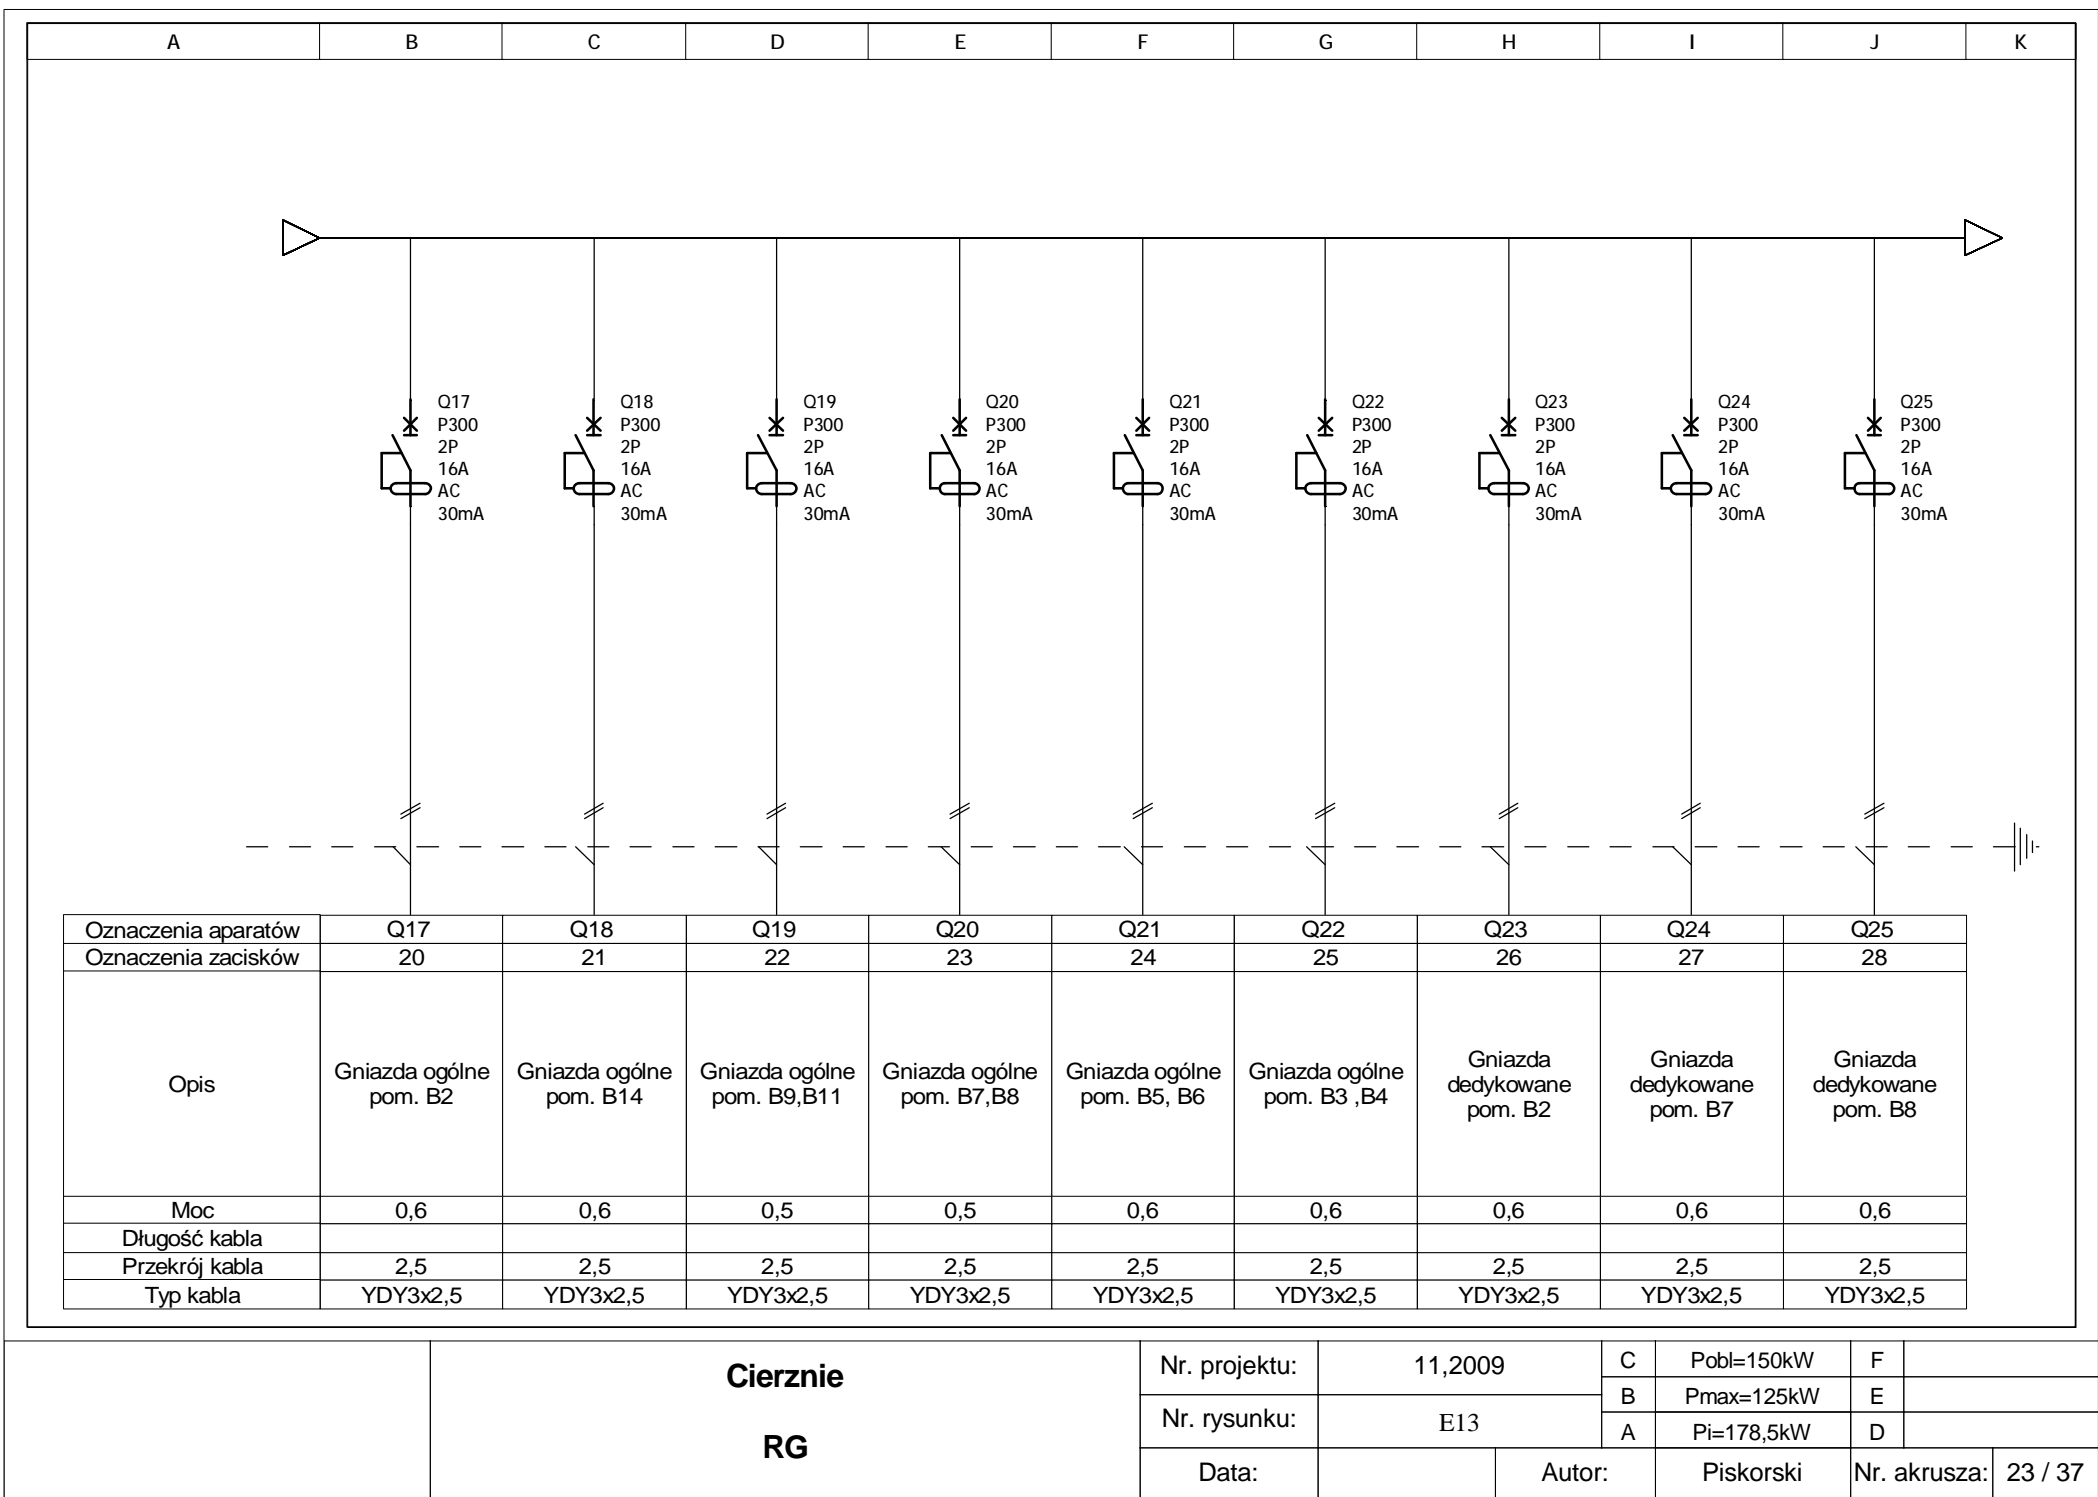 A B C D E F G H I J K
Q17 Q18 Q19 Q20 Q21 Q22 Q23 Q24 Q25
P300 P300 P300 P300 P300 P300 P300 P300 P300
2P 2P 2P 2P 2P 2P 2P 2P 2P
16A 16A 16A 16A 16A 16A 16A 16A 16A
AC AC AC AC AC AC AC AC AC
30mA 30mA 30mA 30mA 30mA 30mA 30mA 30mA 30mA
Oznaczenia aparatów Q17 Q18 Q19 Q20 Q21 Q22 Q23 Q24 Q25
Oznaczenia zacisków 20 21 22 23 24 25 26 27 28
Opis
Gniazda ogólne
pom. B2
Gniazda ogólne
pom. B14
Gniazda ogólne
pom. B9,B11
Gniazda ogólne
pom. B7,B8
Gniazda ogólne
pom. B5, B6
Gniazda ogólne
pom. B3 ,B4
Gniazda
dedykowane
pom. B2
Gniazda
dedykowane
pom. B7
Gniazda
dedykowane
pom. B8
Moc 0,6 0,6 0,5 0,5 0,6 0,6 0,6 0,6 0,6
Długość kabla
Przekrój kabla 2,5 2,5 2,5 2,5 2,5 2,5 2,5 2,5 2,5
Typ kabla YDY3x2,5 YDY3x2,5 YDY3x2,5 YDY3x2,5 YDY3x2,5 YDY3x2,5 YDY3x2,5 YDY3x2,5 YDY3x2,5
Cierznie
RG
Nr. projektu: 11,2009
Nr. rysunku: E13
C Pobl=150kW F
B Pmax=125kW E
A Pi=178,5kW D
Data: Autor: Piskorski Nr. akrusza: 23 / 37